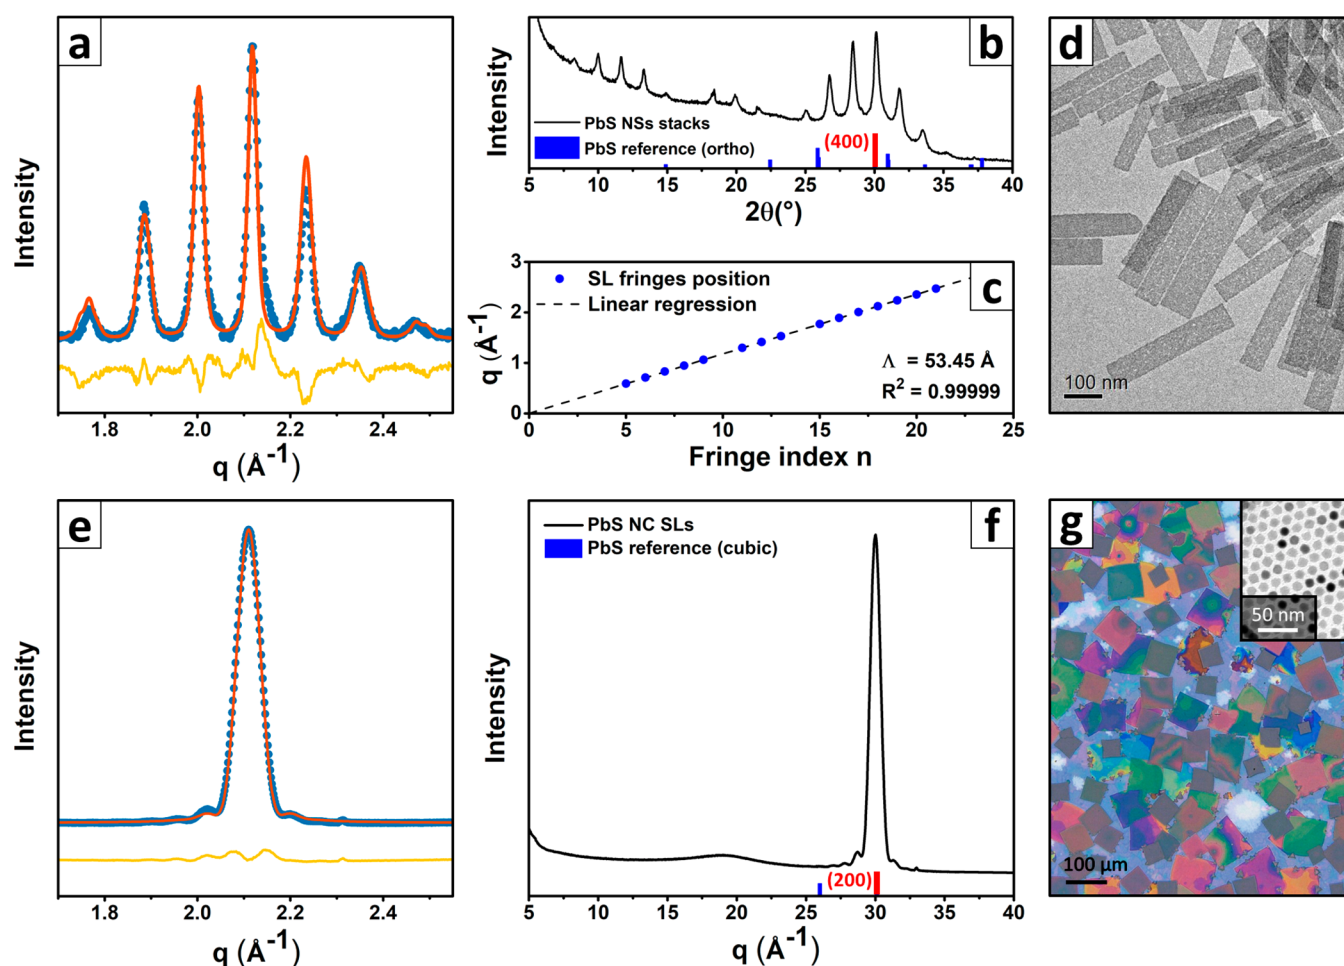 a
Intensity
1.8 2.0 2.2 2.4
q (Å⁻¹)
b
Intensity
PbS NSs stacks
PbS reference (ortho)
(400)
5 10 15 20 25 30 35 40
2θ(°)
c
q (Å⁻¹)
3
2
1
0
SL fringes position
Linear regression
Λ = 53.45 Å
R² = 0.99999
0 5 10 15 20 25
Fringe index n
d
100 nm
e
Intensity
1.8 2.0 2.2 2.4
q (Å⁻¹)
f
Intensity
PbS NC SLs
PbS reference (cubic)
(200)
5 10 15 20 25 30 35 40
q (Å⁻¹)
g
50 nm
100 μm